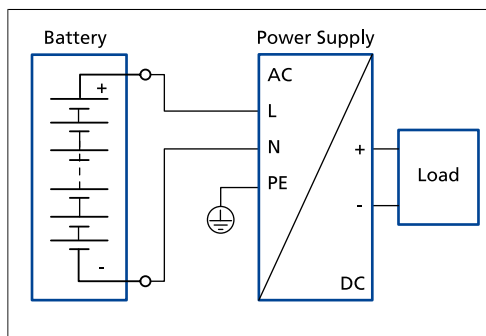 Battery
Power Supply
+
-
AC
L
N
PE
+
-
DC
Load